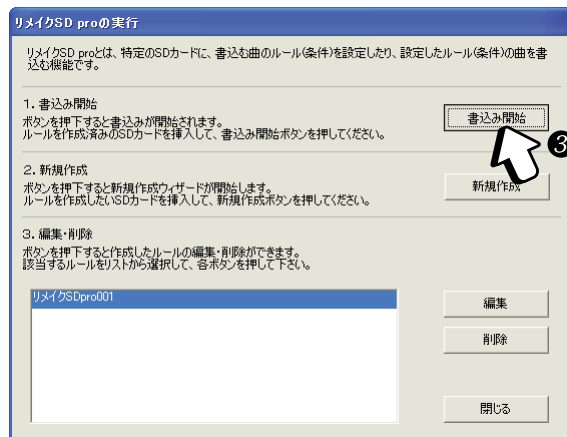 リメイクSD proの実行
リメイクSD proとは、特定のSDカードに、書込む曲のルール(条件)を設定したり、設定したルール(条件)の曲を書
込む機能です。
1. 書込み開始
ボタンを押下すると書込みが開始されます。
ルールを作成済みのSDカードを挿入して、書込み開始ボタンを押してください。
書込み開始
❸
2. 新規作成
ボタンを押下すると新規作成ウィザードが開始します。
ルールを作成したいSDカードを挿入して、新規作成ボタンを押してください。
新規作成
3. 編集・削除
ボタンを押下すると作成したルールの編集・削除ができます。
該当するルールをリストから選択して、各ボタンを押して下さい。
リメイクSDpro001
編集
削除
閉じる